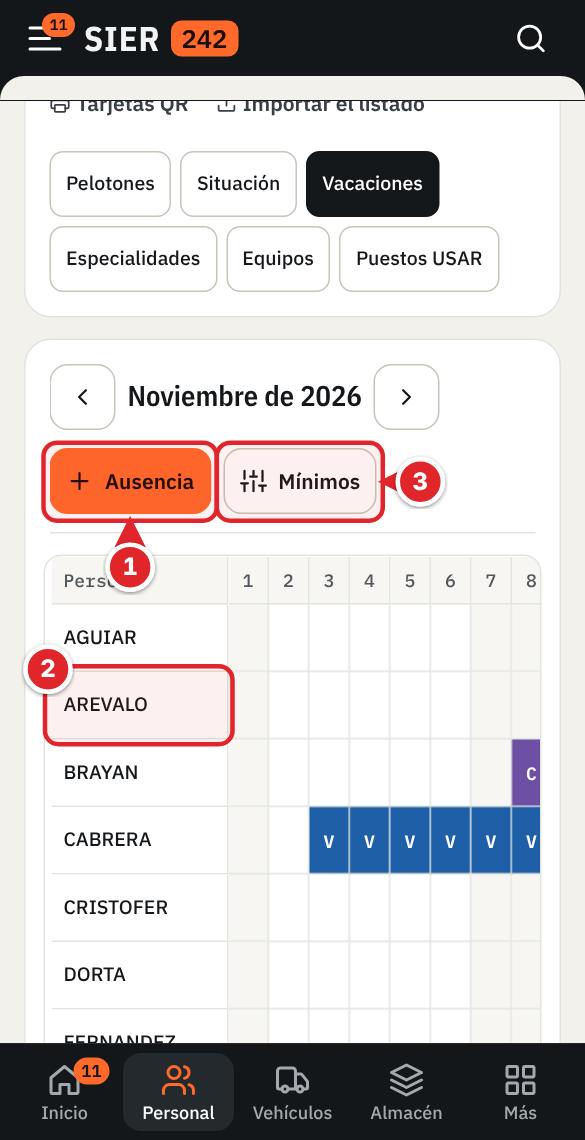 11
SIER 242
Tarjetas QR Importar el listado
Pelotones Situación Vacaciones
Especialidades Equipos Puestos USAR
Noviembre de 2026
+ Ausencia Mínimos 3
1
Perso 1 2 3 4 5 6 7 8
AGUIAR
2
AREVALO
BRAYAN C
CABRERA V V V V V V
CRISTOFER
DORTA
FERNANDEZ
11
Inicio Personal Vehículos Almacén Más